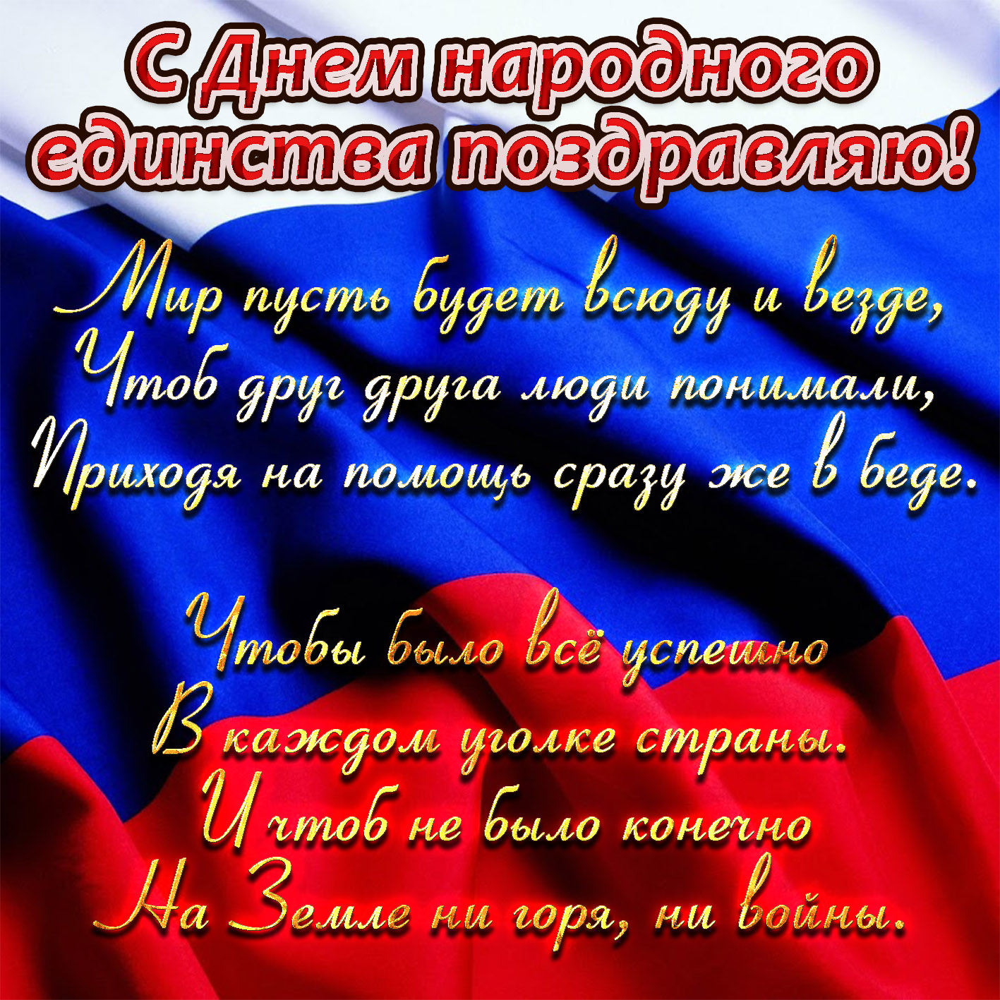 С Днем народного
единства поздравляю!
Мир пусть будет всюду и везде,
Чтоб друг друга люди понимали,
Приходя на помощь сразу же в беде.
Чтобы было всё успешно
В каждом уголке страны.
И чтоб не было конечно
На Земле ни горя, ни войны.